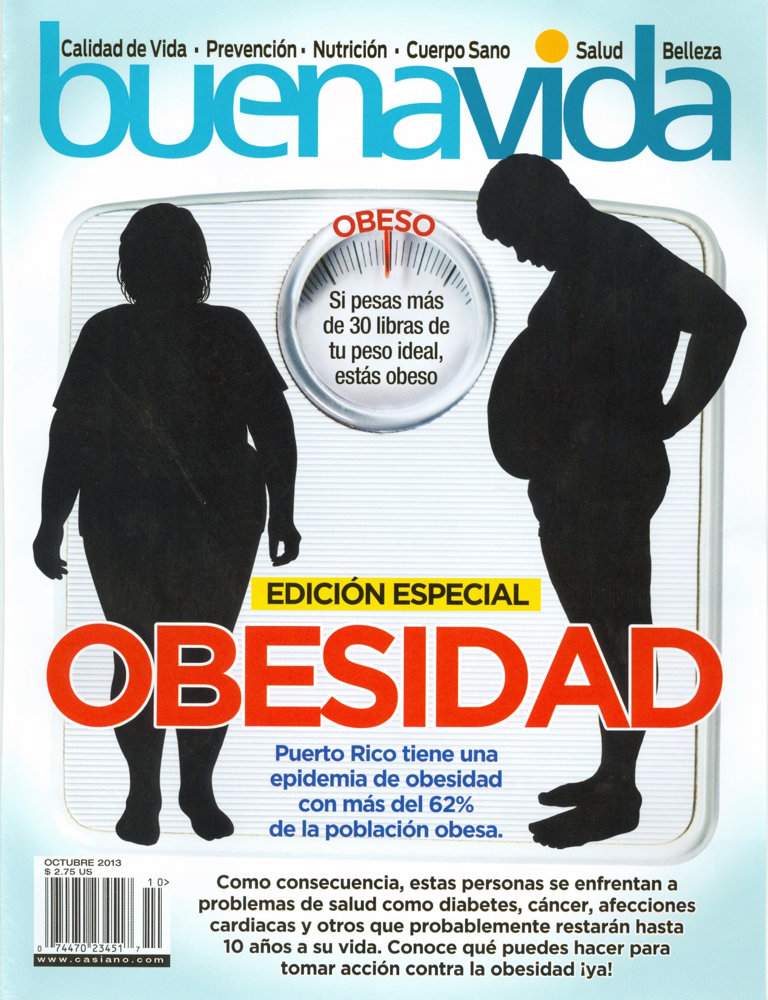 Calidad de Vida · Prevención · Nutrición · Cuerpo Sano Salud Belleza
buenavida
OBESO
Si pesas más
de 30 libras de
tu peso ideal,
estás obeso
EDICIÓN ESPECIAL
OBESIDAD
Puerto Rico tiene una
epidemia de obesidad
con más del 62%
de la población obesa.
OCTUBRE 2013
$ 2.75 US
10>
0 74470 23451 7
www.casiano.com
Como consecuencia, estas personas se enfrentan a
problemas de salud como diabetes, cáncer, afecciones
cardiacas y otros que probablemente restarán hasta
10 años a su vida. Conoce qué puedes hacer para
tomar acción contra la obesidad ¡ya!